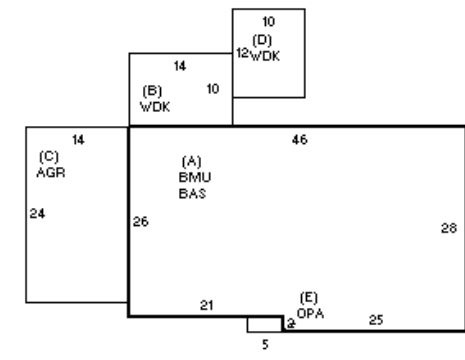 10
(D)
12 WDK
14
(B)
10
WDK
14
46
(C)
AGR
(A)
BMU
BAS
24
26
28
21
(E)
OPA
2
25
5